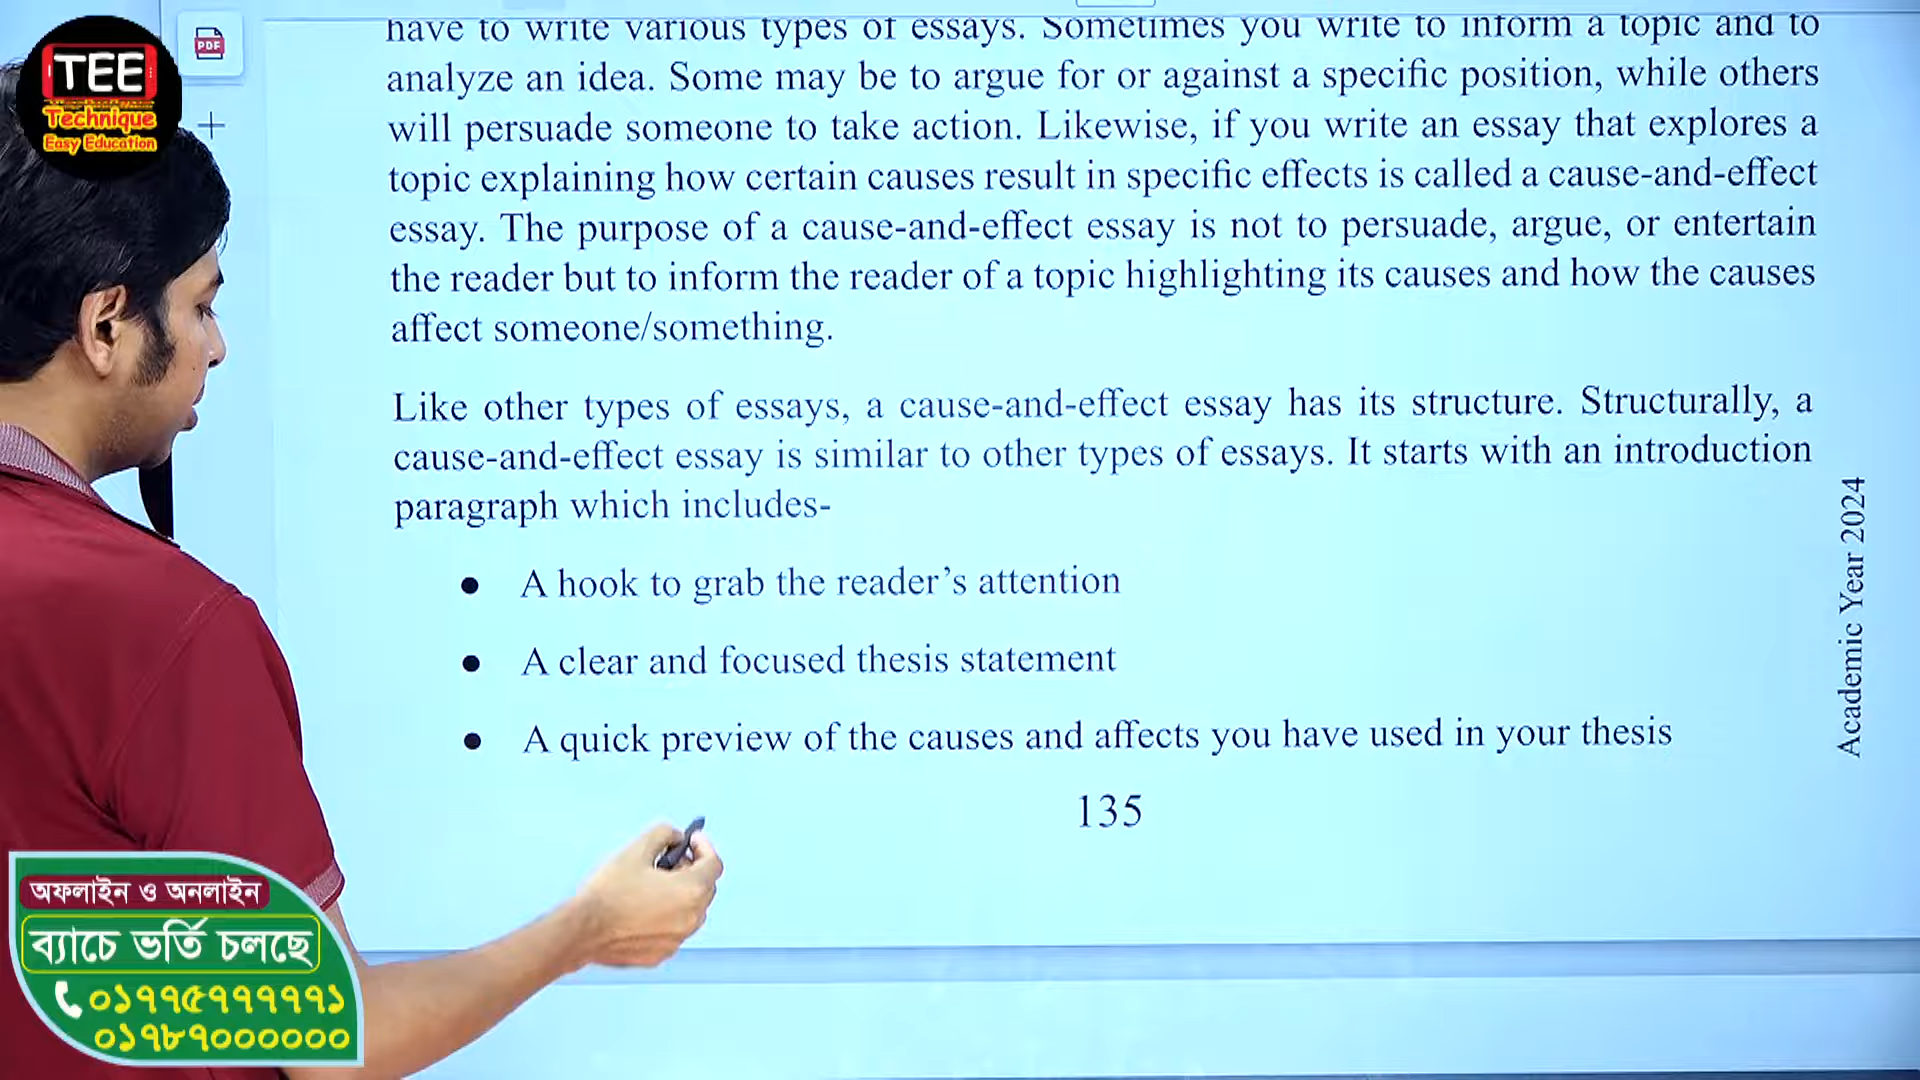 TEE
Technique
Easy Education
PDF
have to write various types of essays. Sometimes you write to inform a topic and to
analyze an idea. Some may be to argue for or against a specific position, while others
will persuade someone to take action. Likewise, if you write an essay that explores a
topic explaining how certain causes result in specific effects is called a cause-and-effect
essay. The purpose of a cause-and-effect essay is not to persuade, argue, or entertain
the reader but to inform the reader of a topic highlighting its causes and how the causes
affect someone/something.
Like other types of essays, a cause-and-effect essay has its structure. Structurally, a
cause-and-effect essay is similar to other types of essays. It starts with an introduction
paragraph which includes-
● A hook to grab the reader’s attention
● A clear and focused thesis statement
● A quick preview of the causes and affects you have used in your thesis
135
Academic Year 2024
অফলাইন ও অনলাইন
ব্যাচে ভর্তি চলছে
০১৭৭৫৭৭৭৭৭১
০১৭৮৭০০০০০০